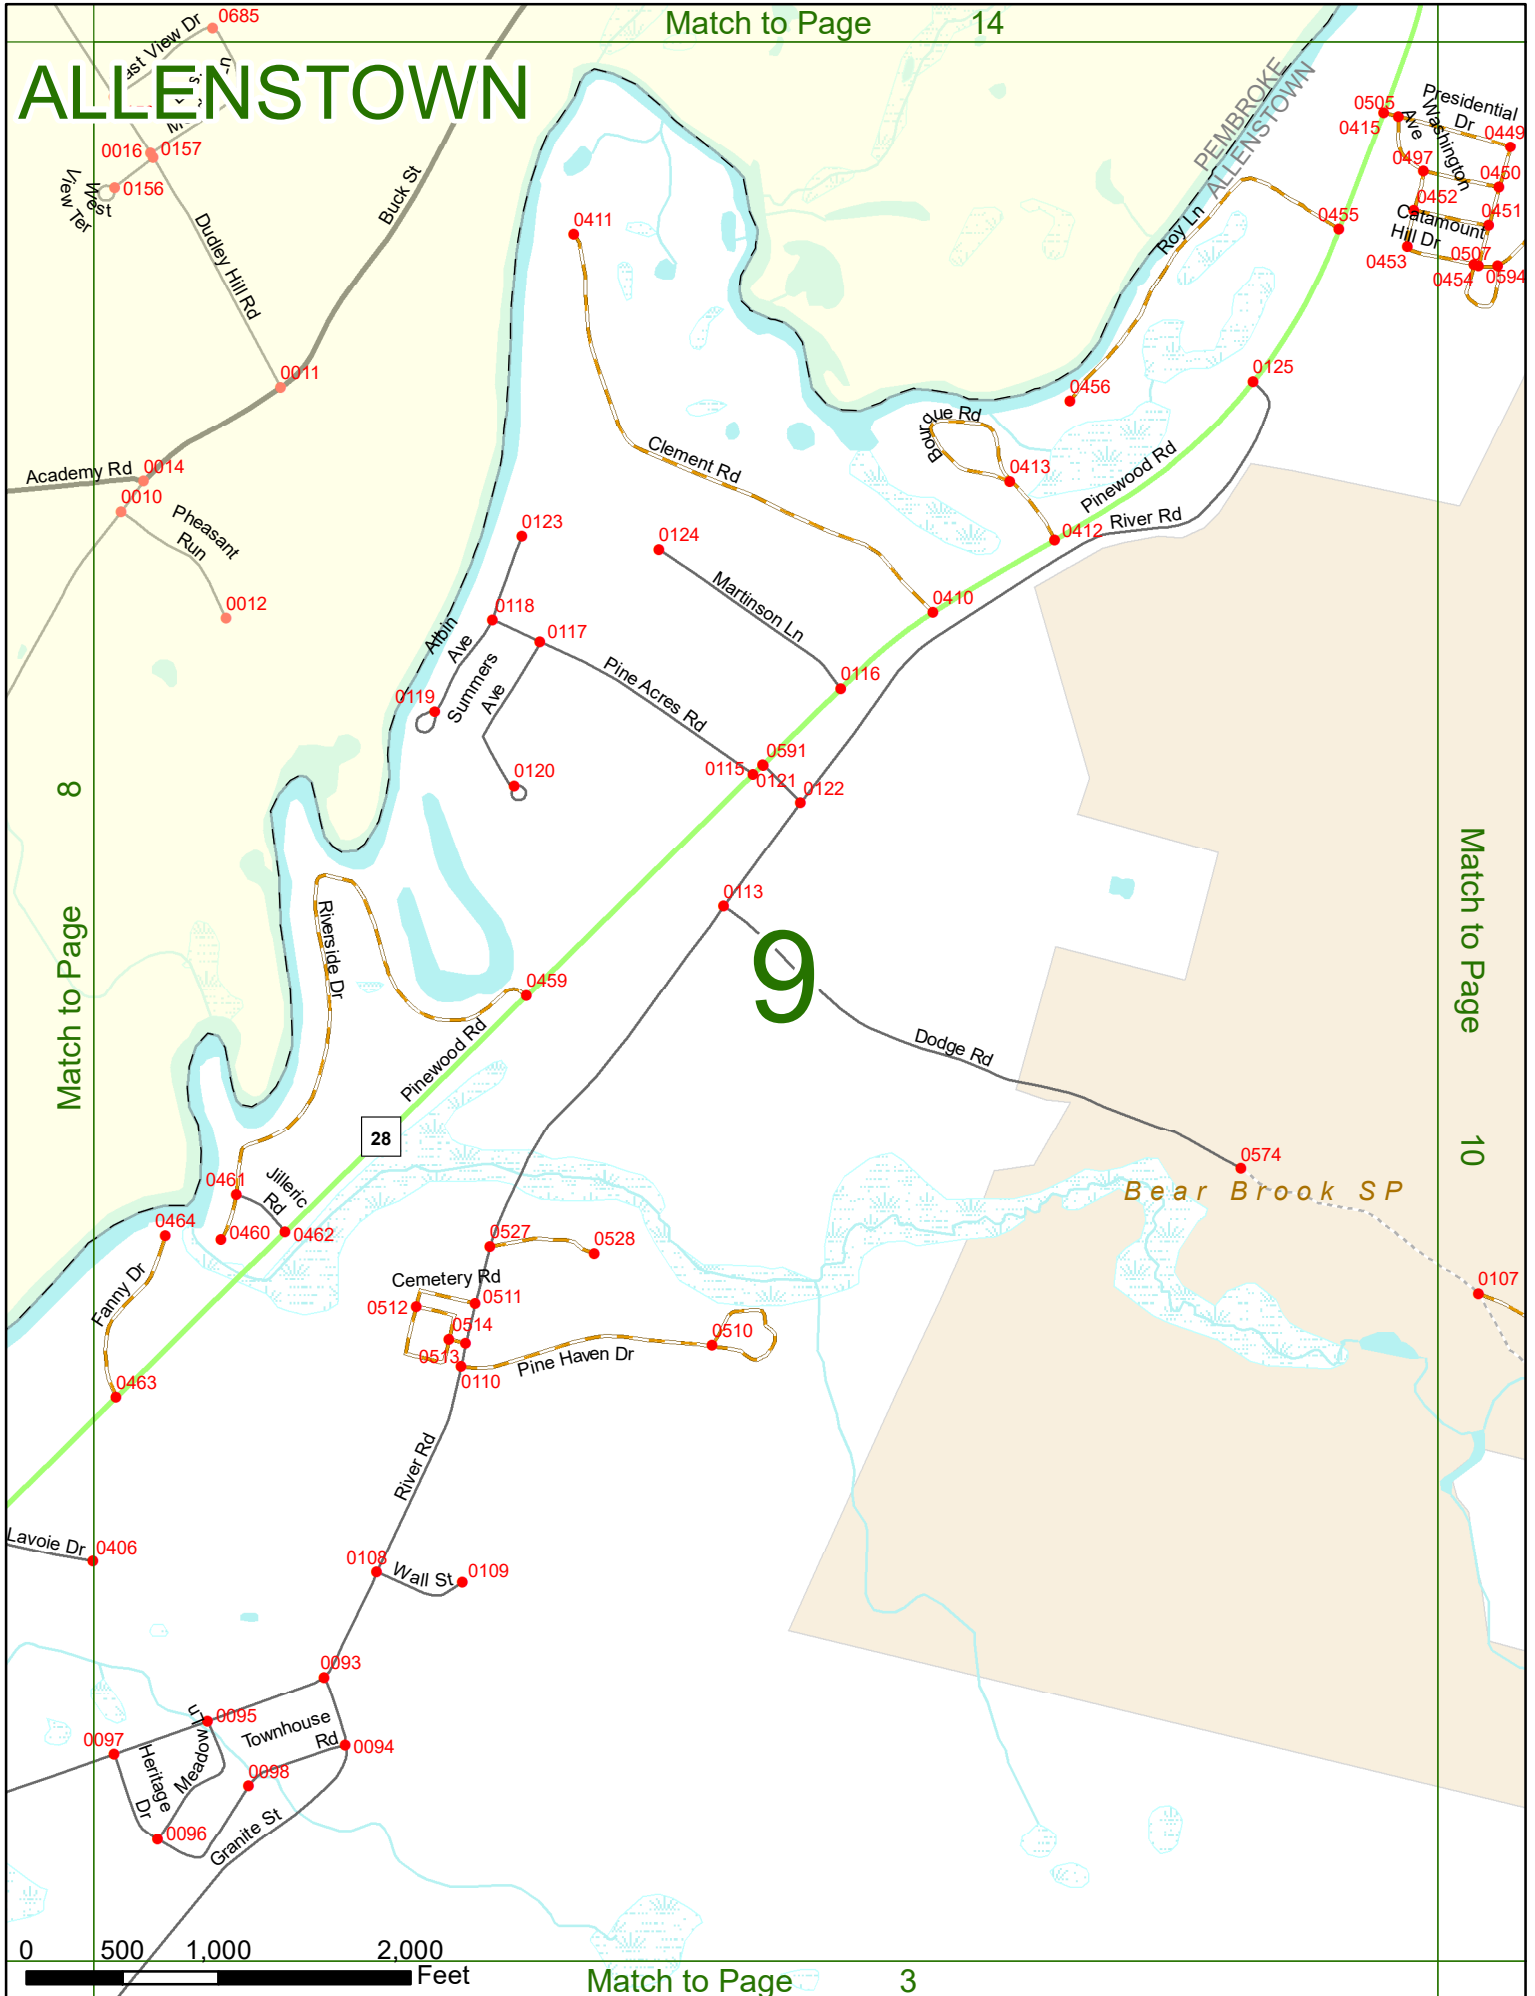 Match to Page 14
ALLENSTOWN
0685
ast View Dr
0016
0157
0156
West
View Ter
Dudley Hill Rd
Buck St
0011
Academy Rd
0014
0010
Pheasant
Run
0012
PEMBROKE
ALLENSTOWN
0505
0415
Presidential
Dr
Washington
Ave
0449
0497
0450
0452
0451
Catamount
Hill Dr
0453
0507
0454
0594
0455
Roy Ln
0411
0456
0125
Bourque Rd
0413
Clement Rd
Pinewood Rd
River Rd
0412
0123
0124
0410
Martinson Ln
0118
0117
Albin
Ave
Summers
Ave
Pine Acres Rd
0116
0119
0120
0591
0115
0121
0122
8
Match to Page
0113
9
Riverside Dr
0459
Pinewood Rd
28
Dodge Rd
Match to Page
10
0574
Bear Brook SP
0461
Jilleric
Rd
0464
0460
0462
Fanny Dr
0527
0528
Cemetery Rd
0511
0512
0514
0513
0110
0510
Pine Haven Dr
0107
0463
River Rd
Lavoie Dr
0406
0108
Wall St
0109
0093
0095
Townhouse
Rd
0094
0097
Heritage
Dr
Meadow Ln
0098
0096
Granite St
0 500 1,000 2,000
Feet
Match to Page 3